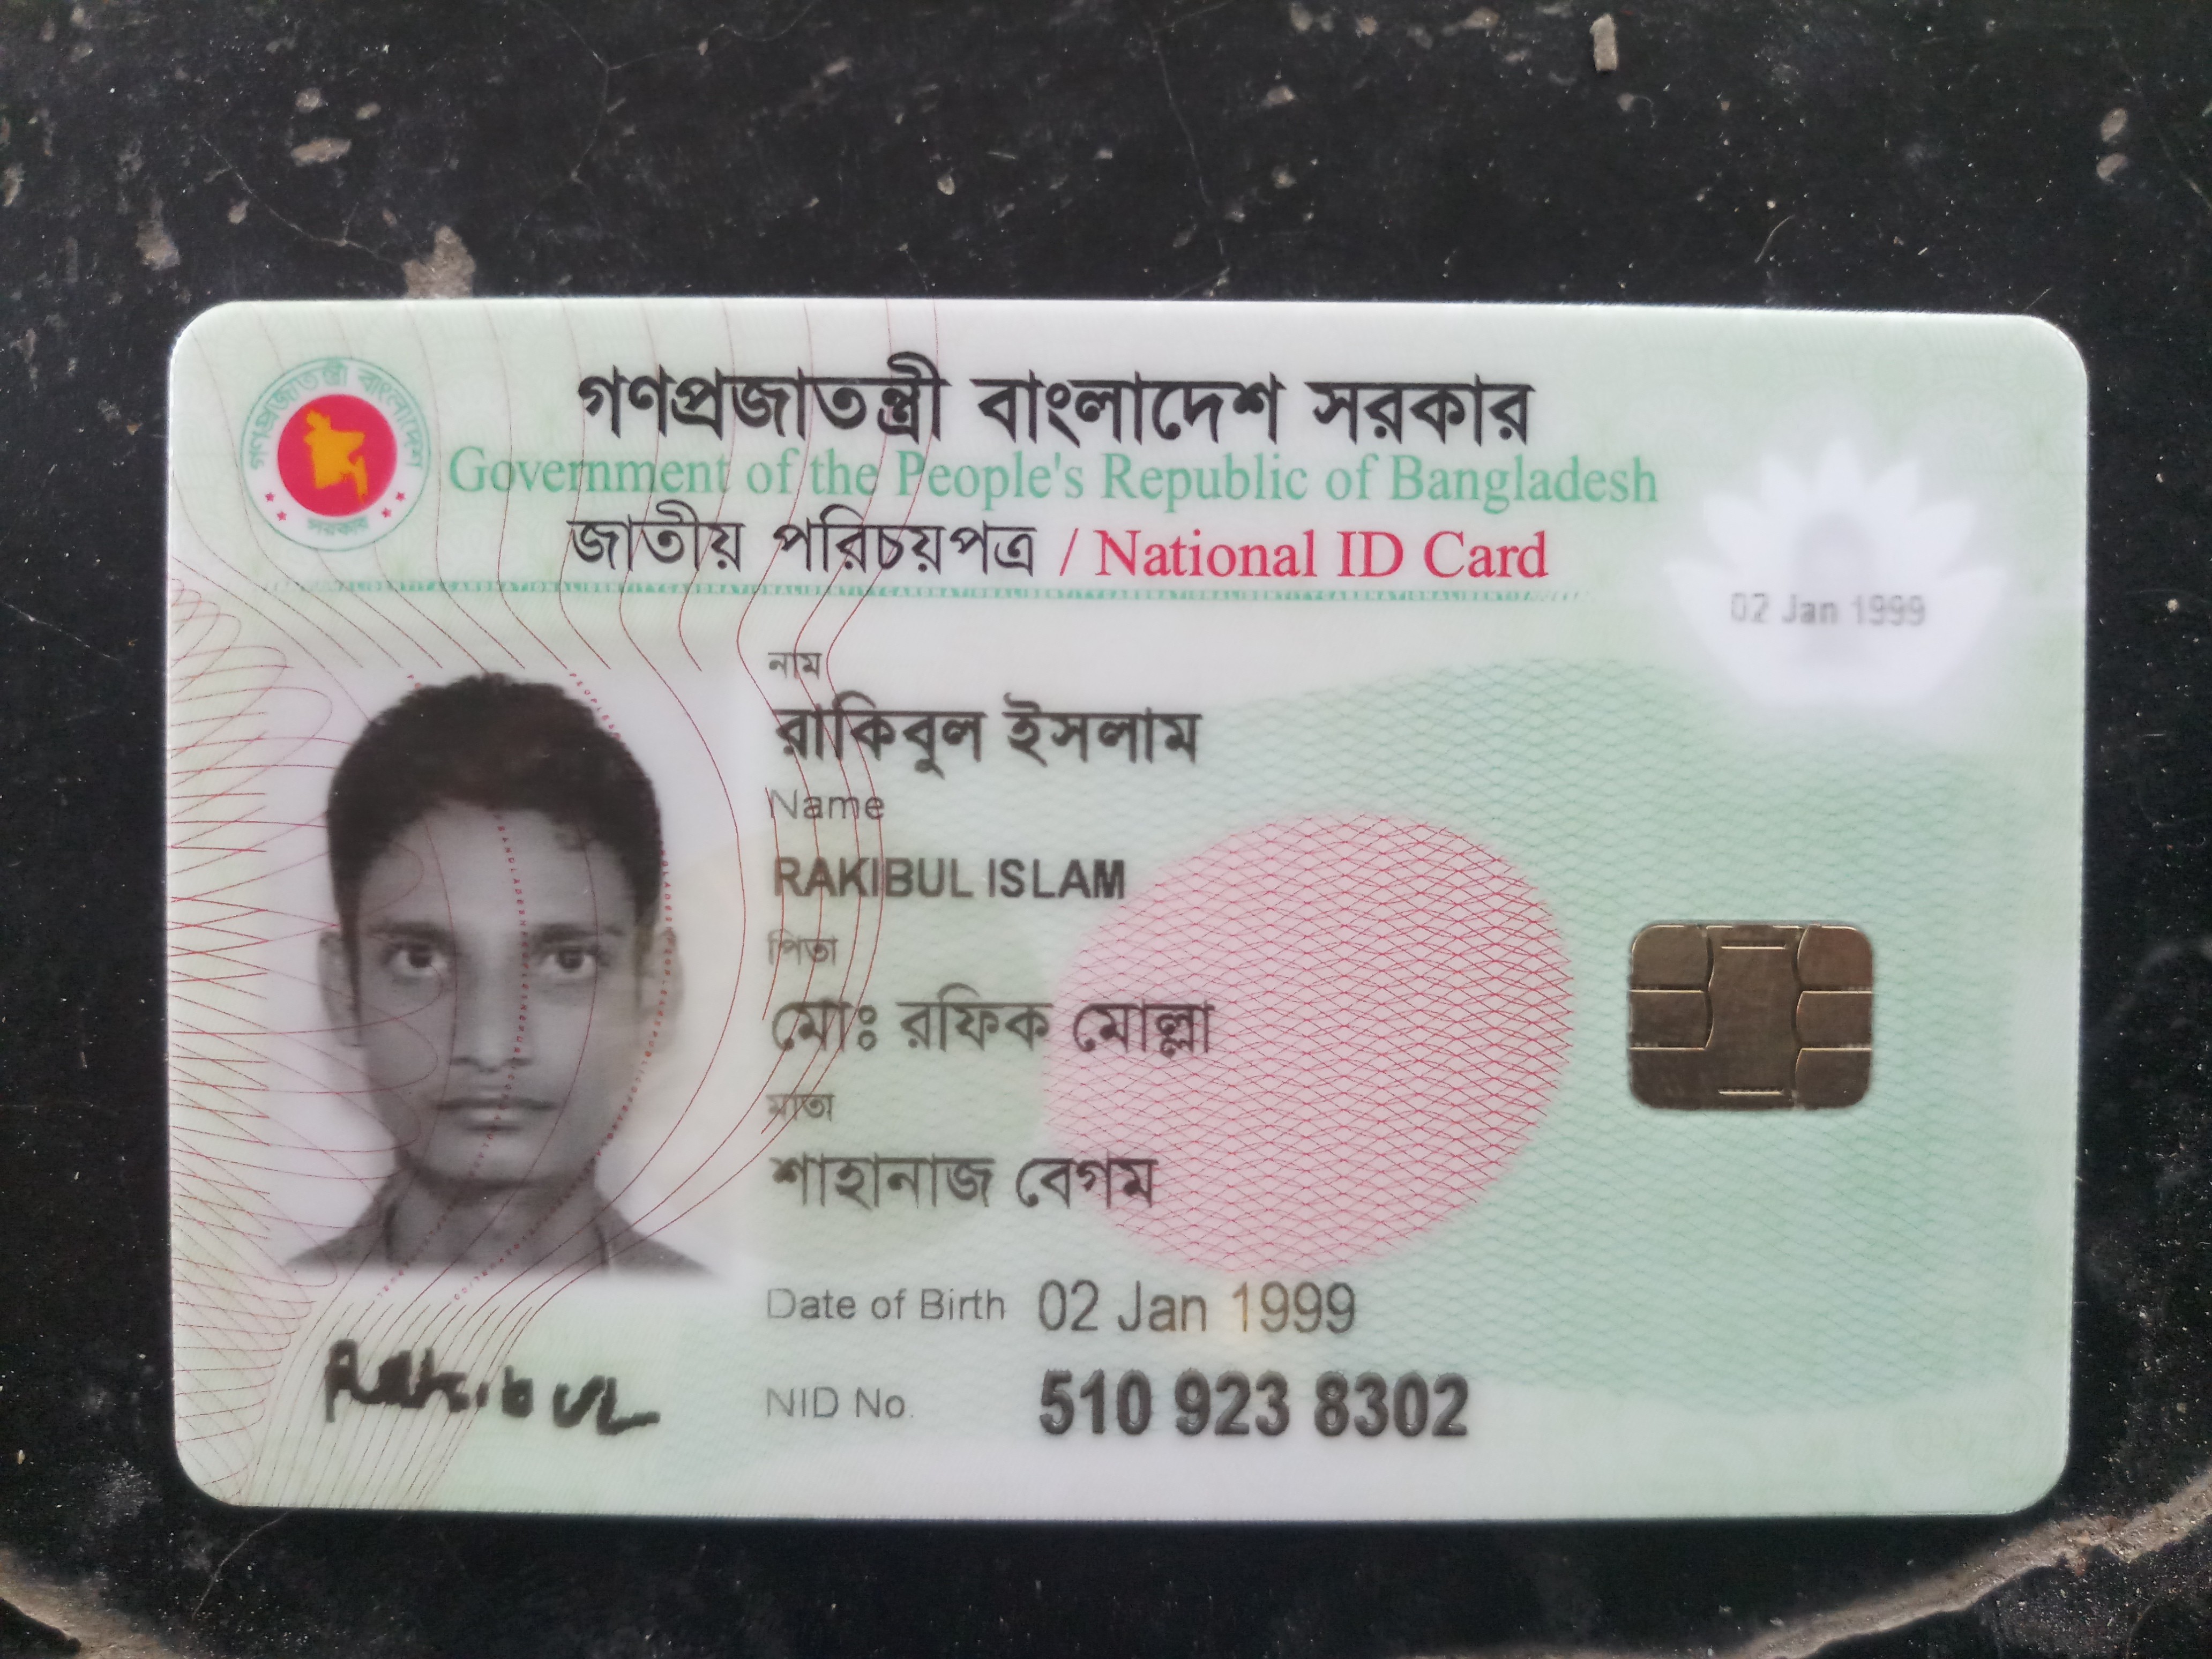 গণপ্রজাতন্ত্রী বাংলাদেশ সরকার
গণপ্রজাতন্ত্রী বাংলাদেশ
সরকার
Government of the People's Republic of Bangladesh
জাতীয় পরিচয়পত্র / National ID Card
02 Jan 1999
নাম
রাকিবুল ইসলাম
Name
RAKIBUL ISLAM
পিতা
মোঃ রফিক মোল্লা
মাতা
শাহানাজ বেগম
Date of Birth 02 Jan 1999
Rakibul
NID No. 510 923 8302